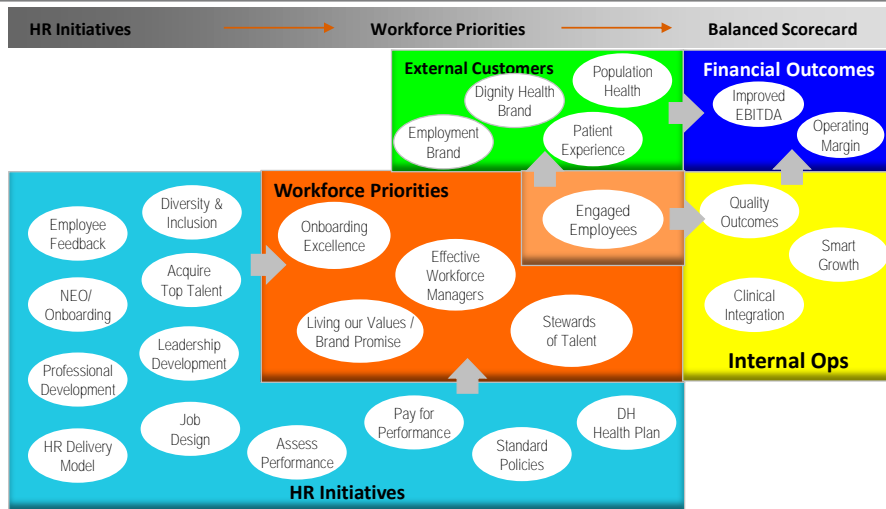 HR Initiatives
Workforce Priorities
Balanced Scorecard
External Customers
Population
Health
Dignity Health
Brand
Employment
Brand
Patient
Experience
Financial Outcomes
Improved
EBITDA
Operating
Margin
Workforce Priorities
Onboarding
Excellence
Effective
Workforce
Managers
Living our Values /
Brand Promise
Stewards
of Talent
Engaged
Employees
Quality
Outcomes
Smart
Growth
Clinical
Integration
Internal Ops
Diversity &
Inclusion
Employee
Feedback
Acquire
Top Talent
NEO/
Onboarding
Leadership
Development
Professional
Development
Job
Design
HR Delivery
Model
Assess
Performance
Pay for
Performance
Standard
Policies
DH
Health Plan
HR Initiatives